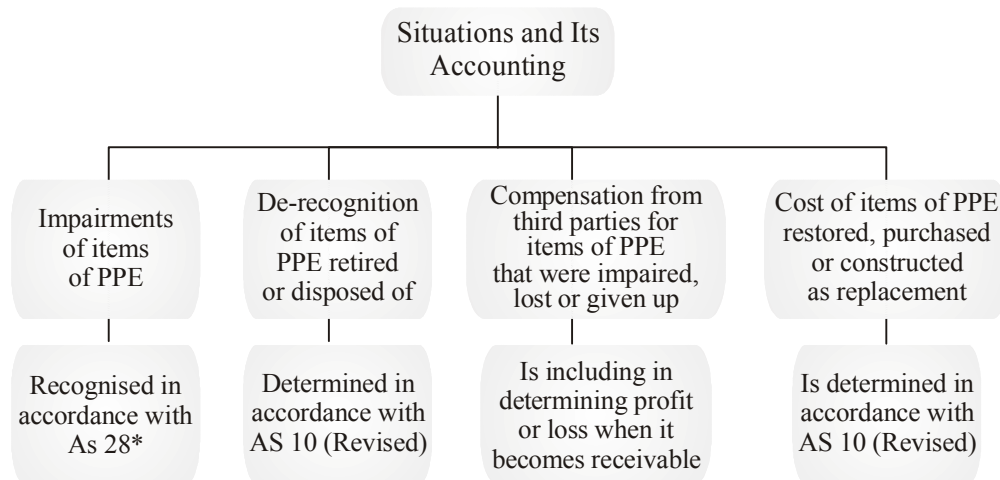 Situations and Its
Accounting
Impairments
of items
of PPE
De-recognition
of items of
PPE retired
or disposed of
Compensation from
third parties for
items of PPE
that were impaired,
lost or given up
Cost of items of PPE
restored, purchased
or constructed
as replacement
Recognised in
accordance with
As 28*
Determined in
accordance with
AS 10 (Revised)
Is including in
determining profit
or loss when it
becomes receivable
Is determined in
accordance with
AS 10 (Revised)